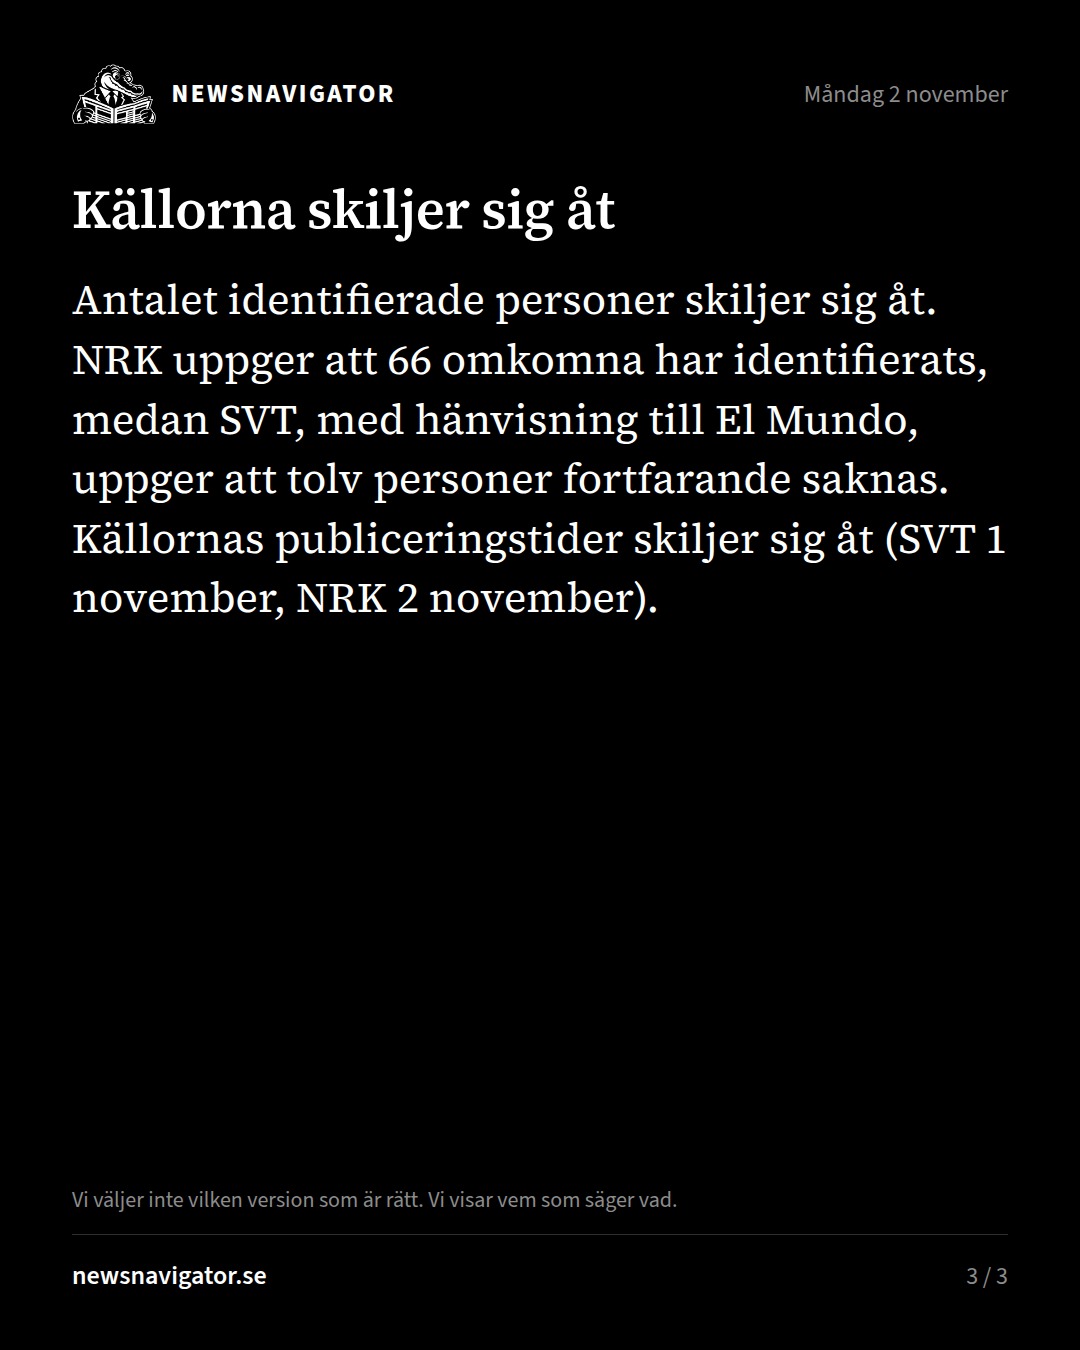 NEWSNAVIGATOR
Måndag 2 november
Källorna skiljer sig åt
Antalet identifierade personer skiljer sig åt.
NRK uppger att 66 omkomna har identifierats,
medan SVT, med hänvisning till El Mundo,
uppger att tolv personer fortfarande saknas.
Källornas publiceringstider skiljer sig åt (SVT 1
november, NRK 2 november).
Vi väljer inte vilken version som är rätt. Vi visar vem som säger vad.
newsnavigator.se
3 / 3